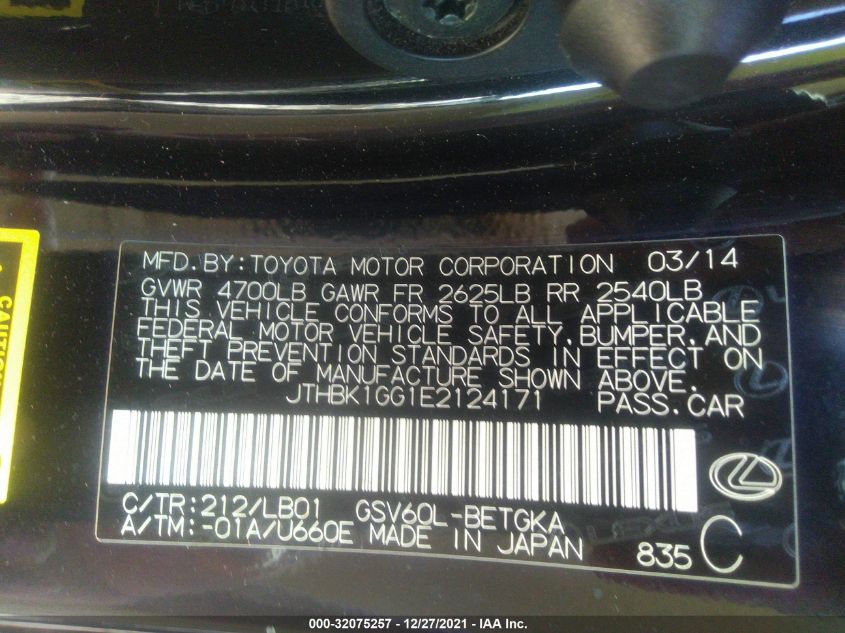 MFD.BY:TOYOTA MOTOR CORPORATION 03/14
GVWR 4700LB GAWR FR 2625LB RR 2540LB
THIS VEHICLE CONFORMS TO ALL APPLICABLE
FEDERAL MOTOR VEHICLE SAFETY,BUMPER,AND
THEFT PREVENTION STANDARDS IN EFFECT ON
THE DATE OF MANUFACTURE SHOWN ABOVE.
JTHBK1GG1E2124171 PASS.CAR
C/TR:212/LB01 GSV60L-BETGKA
A/TM:-01A/U660E MADE IN JAPAN 835 C
CAUTION
000-32075257 - 12/27/2021 - IAA Inc.